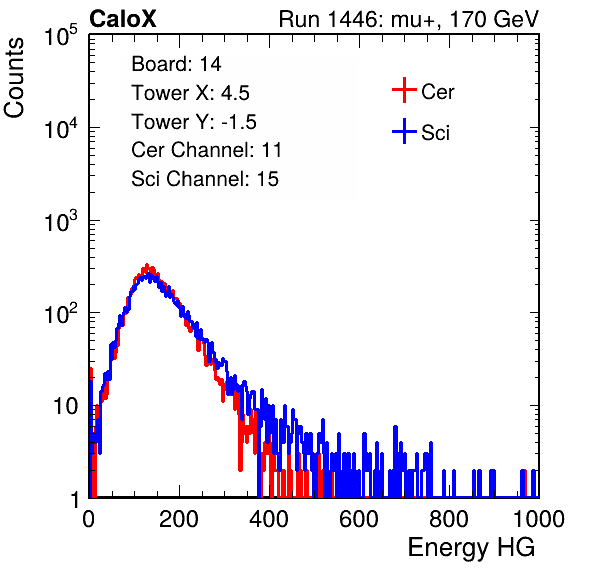 CaloX Run 1446: mu+, 170 GeV
Counts
10^5
10^4
10^3
10^2
10
1
Board: 14
Tower X: 4.5
Tower Y: -1.5
Cer Channel: 11
Sci Channel: 15
Cer
Sci
0 200 400 600 800 1000
Energy HG